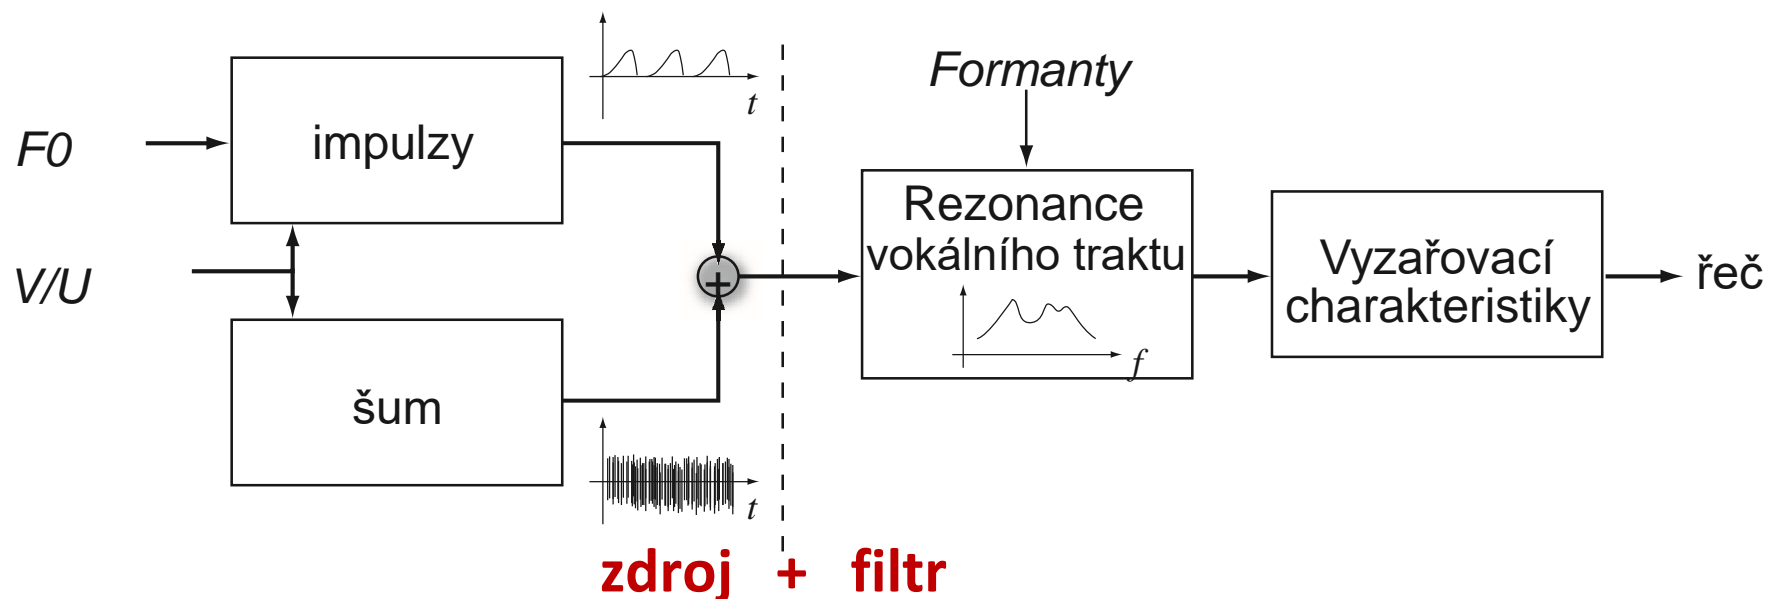 F0
impulzy
t
V/U
+
šum
t
Formanty
Rezonance
vokálního traktu
f
Vyzařovací
charakteristiky
řeč
zdroj + filtr